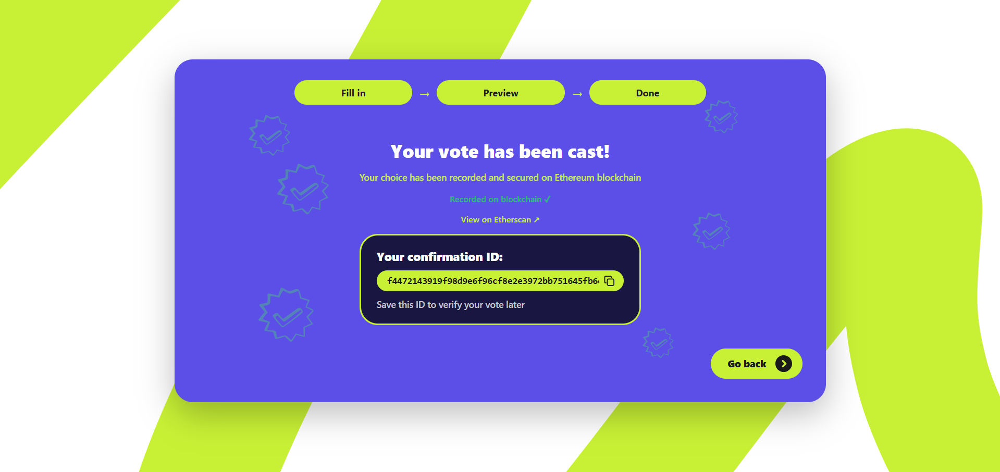 Fill in → Preview → Done
Your vote has been cast!
Your choice has been recorded and secured on Ethereum blockchain
Recorded on blockchain ✓
View on Etherscan ↗
Your confirmation ID:
f4472143919f98d9e6f96cf8e2e3972bb751645fb6
Save this ID to verify your vote later
Go back